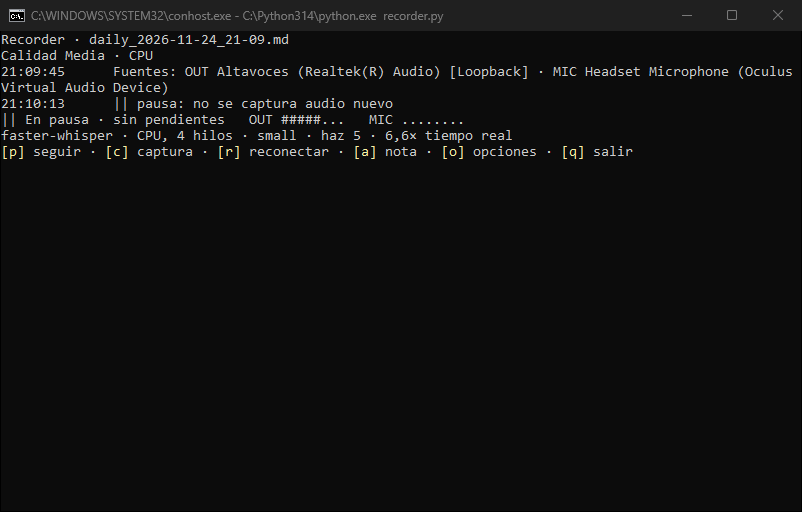 C:\WINDOWS\SYSTEM32\conhost.exe - C:\Python314\python.exe recorder.py
Recorder · daily_2026-11-24_21-09.md
Calidad Media · CPU
21:09:45      Fuentes: OUT Altavoces (Realtek(R) Audio) [Loopback] · MIC Headset Microphone (Oculus
Virtual Audio Device)
21:10:13      || pausa: no se captura audio nuevo
|| En pausa · sin pendientes   OUT #####...   MIC ........
faster-whisper · CPU, 4 hilos · small · haz 5 · 6,6× tiempo real
[p] seguir · [c] captura · [r] reconectar · [a] nota · [o] opciones · [q] salir